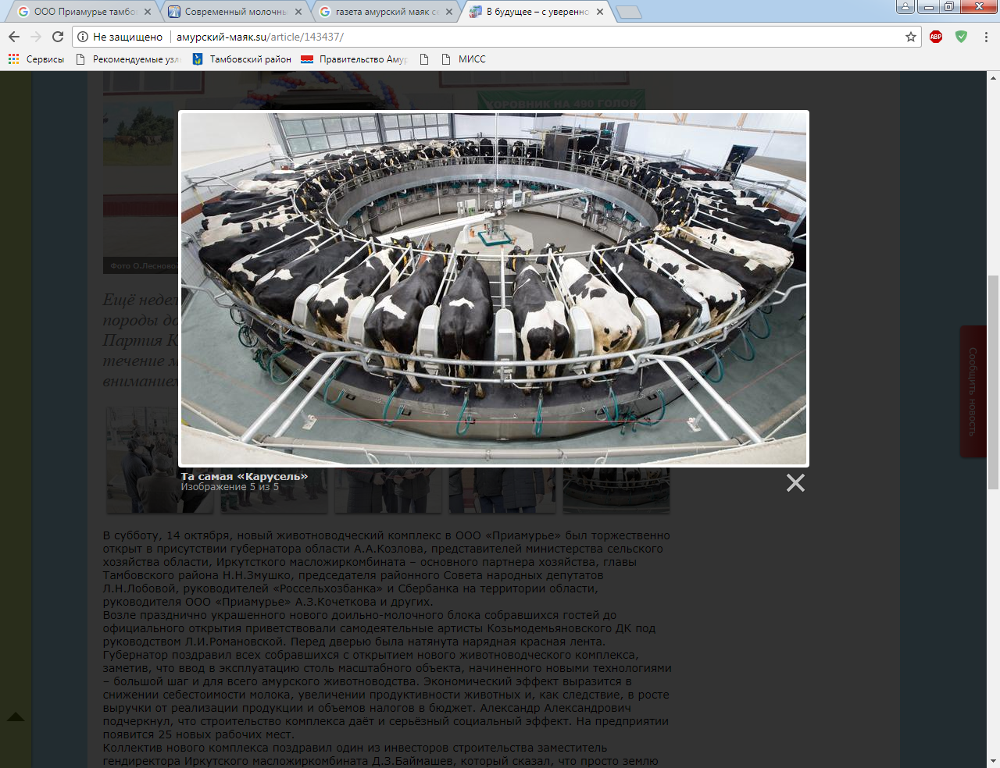 ООО Приамурье тамбо
Современный молочны
газета амурский маяк се
В будущее – с уверенно
Не защищено
амурский-маяк.su/article/143437/
ABP
Сервисы
Рекомендуемые узл
Тамбовский район
Правительство Аму
МИСС
КОРОВНИК НА 490 ГОЛОВ
Фото О.Лесново
Ещё недел
породы до
Партия К
течение м
внимание
Сообщить новость
Та самая «Карусель»
Изображение 5 из 5
В субботу, 14 октября, новый животноводческий комплекс в ООО «Приамурье» был торжественно
открыт в присутствии губернатора области А.А.Козлова, представителей министерства сельского
хозяйства области, Иркутсткого масложиркомбината – основного партнера хозяйства, главы
Тамбовского района Н.Н.Змушко, председателя районного Совета народных депутатов
Л.Н.Лобовой, руководителей «Россельхозбанка» и Сбербанка на территории области,
руководителя ООО «Приамурье» А.З.Кочеткова и других.
Возле празднично украшенного нового доильно-молочного блока собравшихся гостей до
официального открытия приветствовали самодеятельные артисты Козьмодемьяновского ДК под
руководством Л.И.Романовской. Перед дверью была натянута нарядная красная лента.
Губернатор поздравил всех собравшихся с открытием нового животноводческого комплекса,
заметив, что ввод в эксплуатацию столь масштабного объекта, начиненного новыми технологиями
– большой шаг и для всего амурского животноводства. Экономический эффект выразится в
снижении себестоимости молока, увеличении продуктивности животных и, как следствие, в росте
выручки от реализации продукции и объемов налогов в бюджет. Александр Александрович
подчеркнул, что строительство комплекса даёт и серьёзный социальный эффект. На предприятии
появится 25 новых рабочих мест.
Коллектив нового комплекса поздравил один из инвесторов строительства заместитель
гендиректора Иркутского масложиркомбината Д.З.Баймашев, который сказал, что просто землю